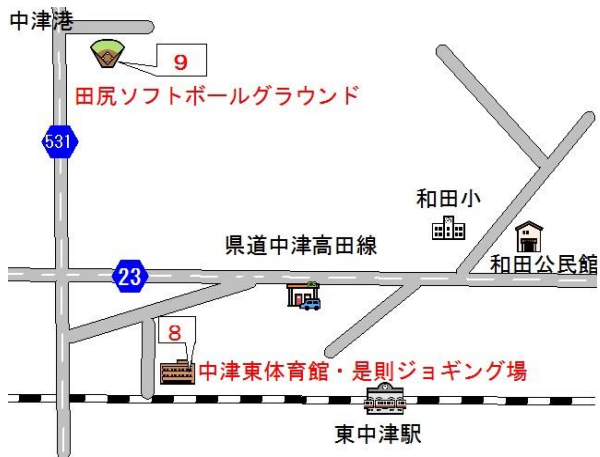 中津港
9
田尻ソフトボールグラウンド
531
和田小
県道中津高田線
和田公民館
23
8
中津東体育館・是則ジョギング場
東中津駅